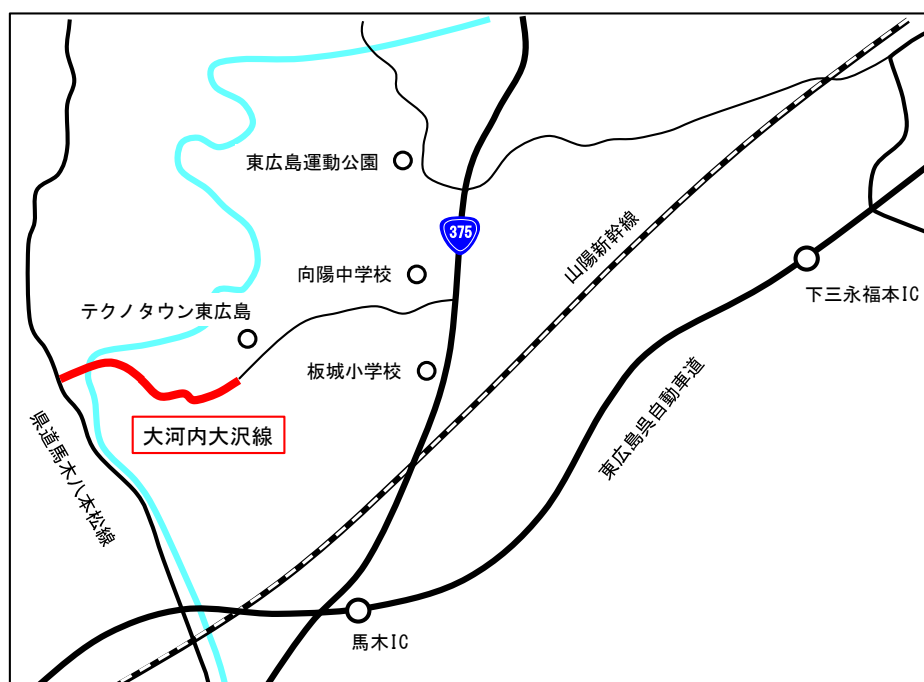 東広島運動公園
375
山陽新幹線
向陽中学校
下三永福本IC
テクノタウン東広島
板城小学校
東広島呉自動車道
大河内大沢線
県道馬木八本松線
馬木IC